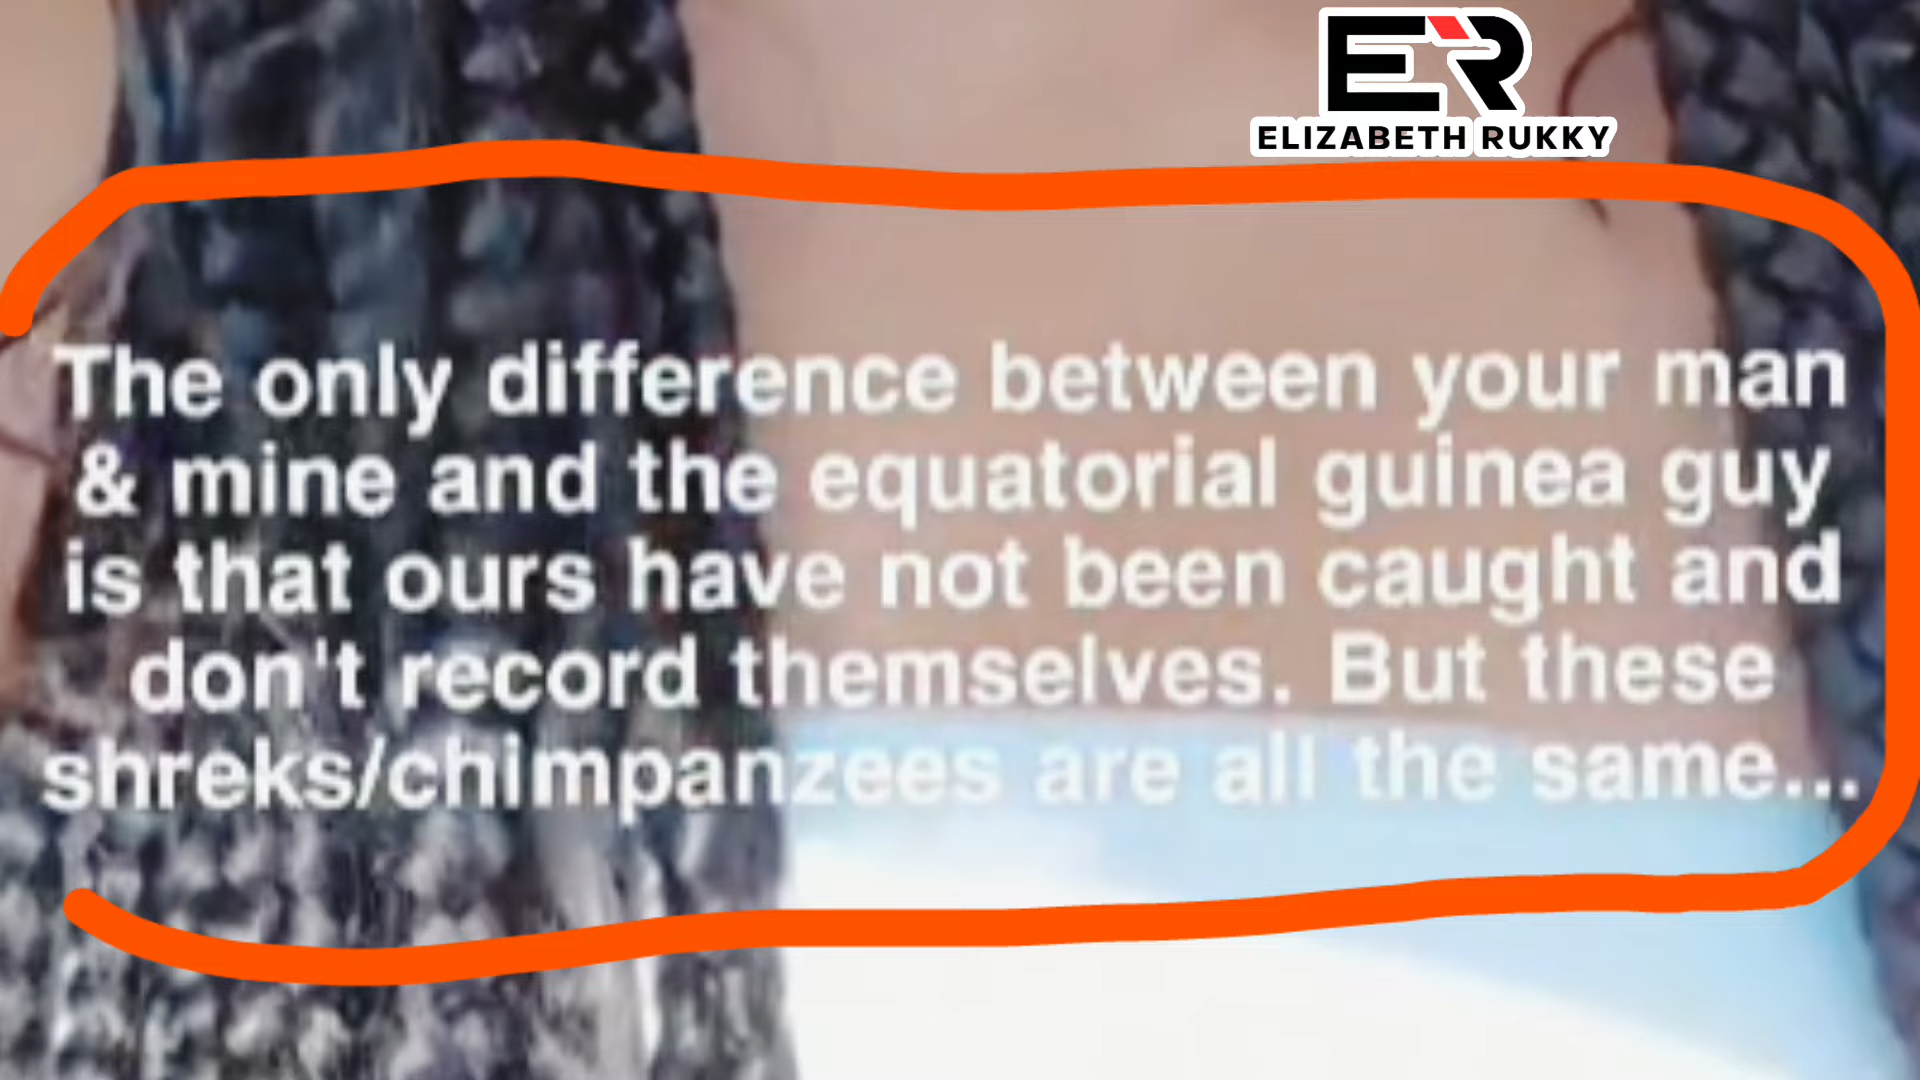 ER
ELIZABETH RUKKY
The only difference between your man
& mine and the equatorial guinea guy
is that ours have not been caught and
don't record themselves. But these
shreks/chimpanzees are all the same...